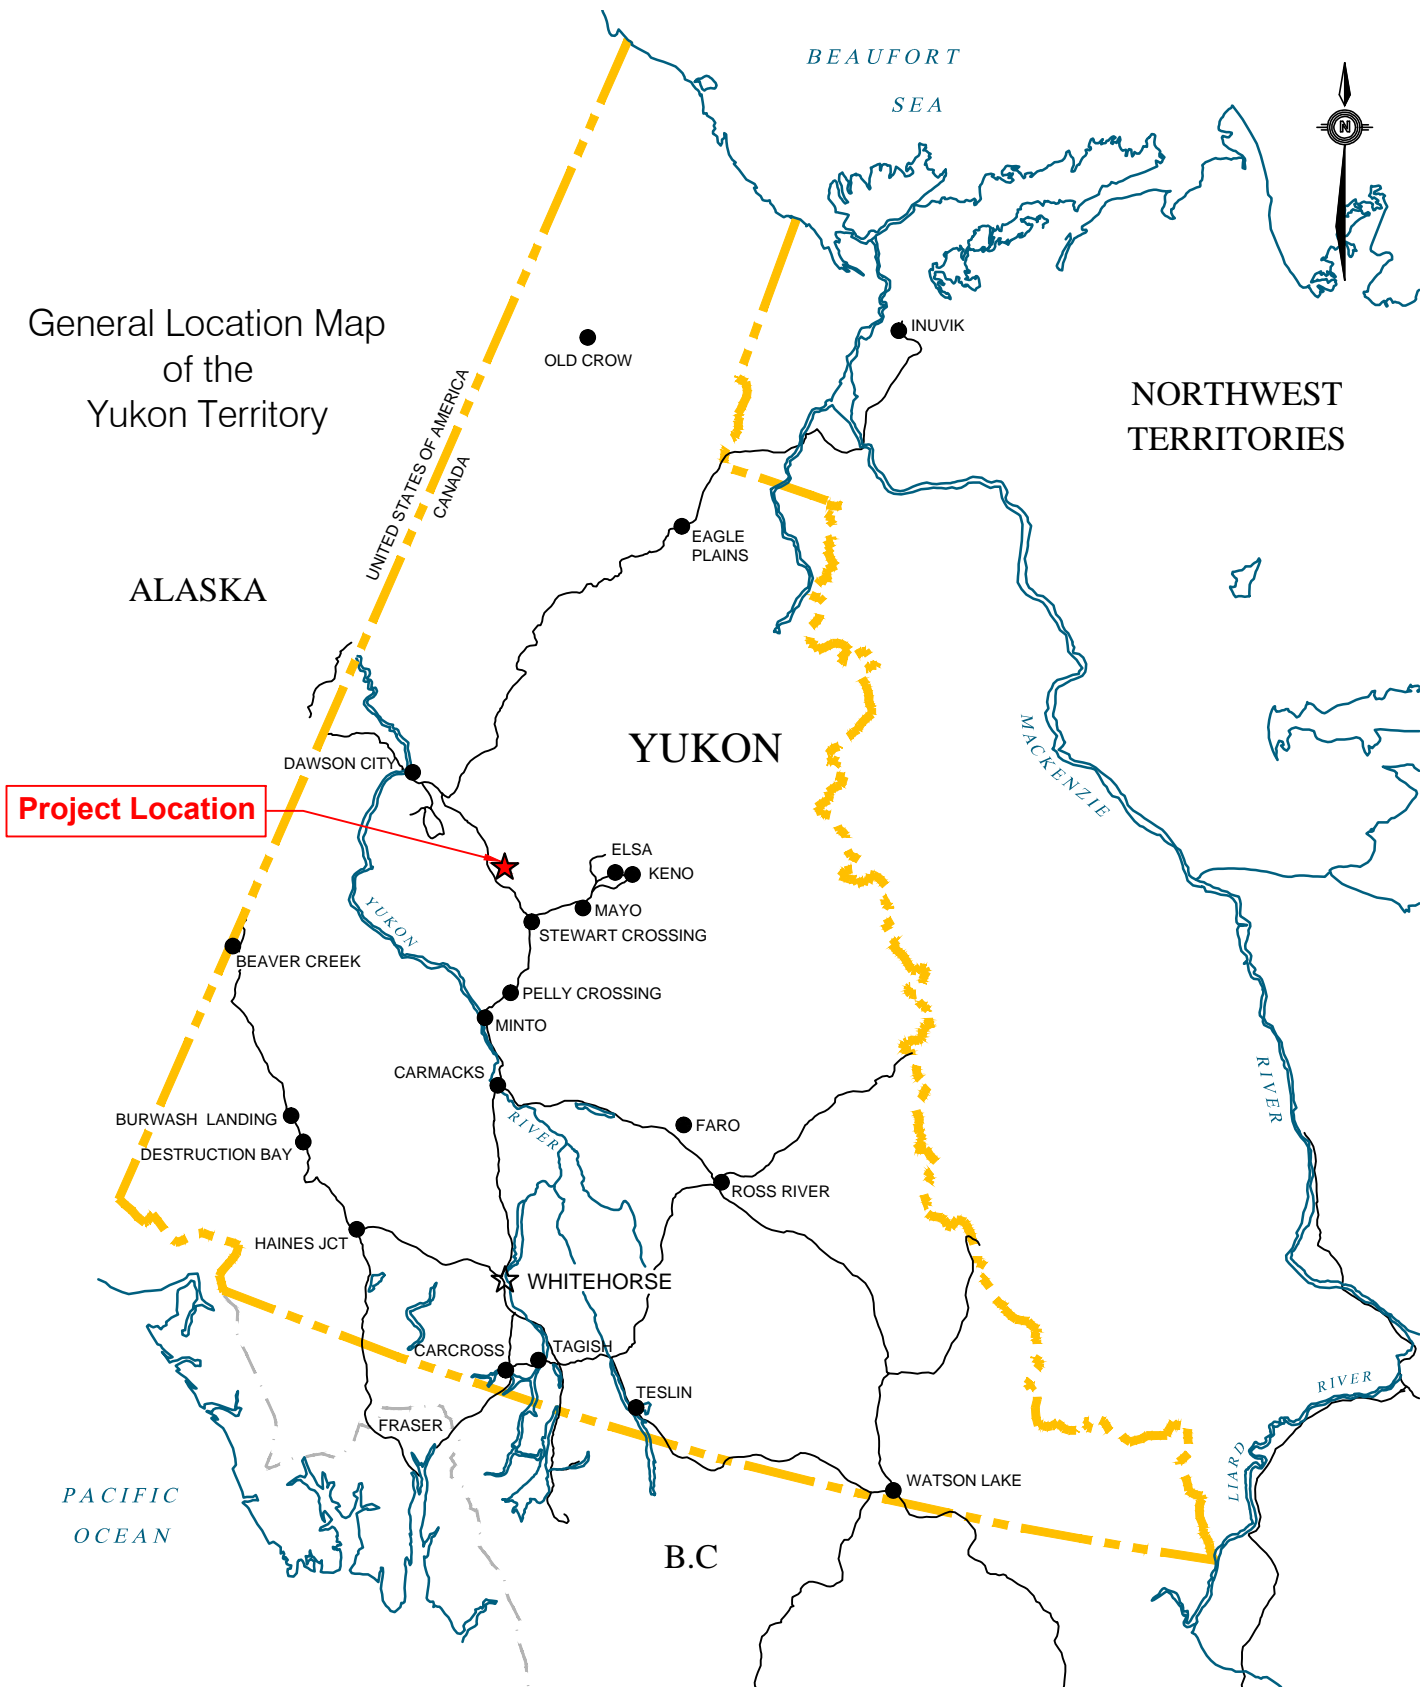 BEAUFORT
SEA
N
General Location Map
of the
Yukon Territory
INUVIK
OLD CROW
NORTHWEST
TERRITORIES
UNITED STATES OF AMERICA
CANADA
EAGLE
PLAINS
ALASKA
MACKENZIE
YUKON
DAWSON CITY
Project Location
ELSA
KENO
MAYO
YUKON
STEWART CROSSING
BEAVER CREEK
PELLY CROSSING
MINTO
CARMACKS
RIVER
BURWASH LANDING
RIVER
FARO
DESTRUCTION BAY
ROSS RIVER
HAINES JCT
WHITEHORSE
CARCROSS
TAGISH
TESLIN
RIVER
FRASER
LIARD
WATSON LAKE
PACIFIC
OCEAN
B.C